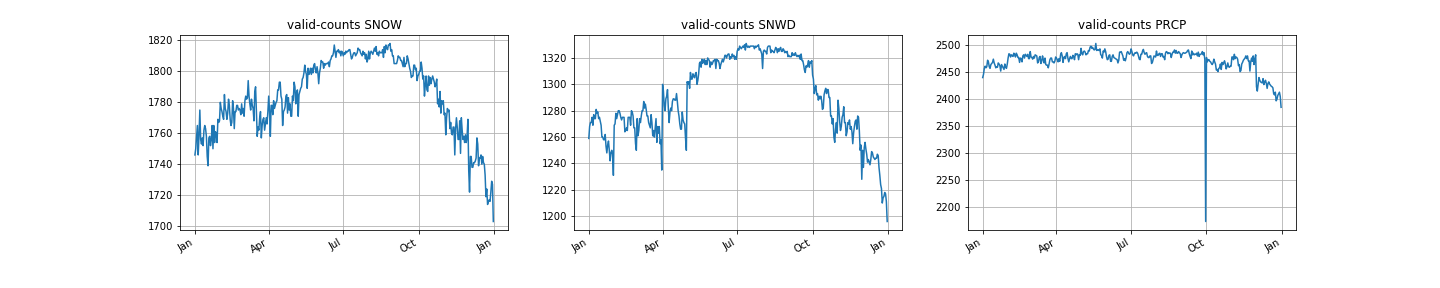 valid-counts SNOW
1820
1800
1780
1760
1740
1720
1700
Jan
Apr
Jul
Oct
Jan
valid-counts SNWD
1320
1300
1280
1260
1240
1220
1200
Jan
Apr
Jul
Oct
Jan
valid-counts PRCP
2500
2450
2400
2350
2300
2250
2200
Jan
Apr
Jul
Oct
Jan